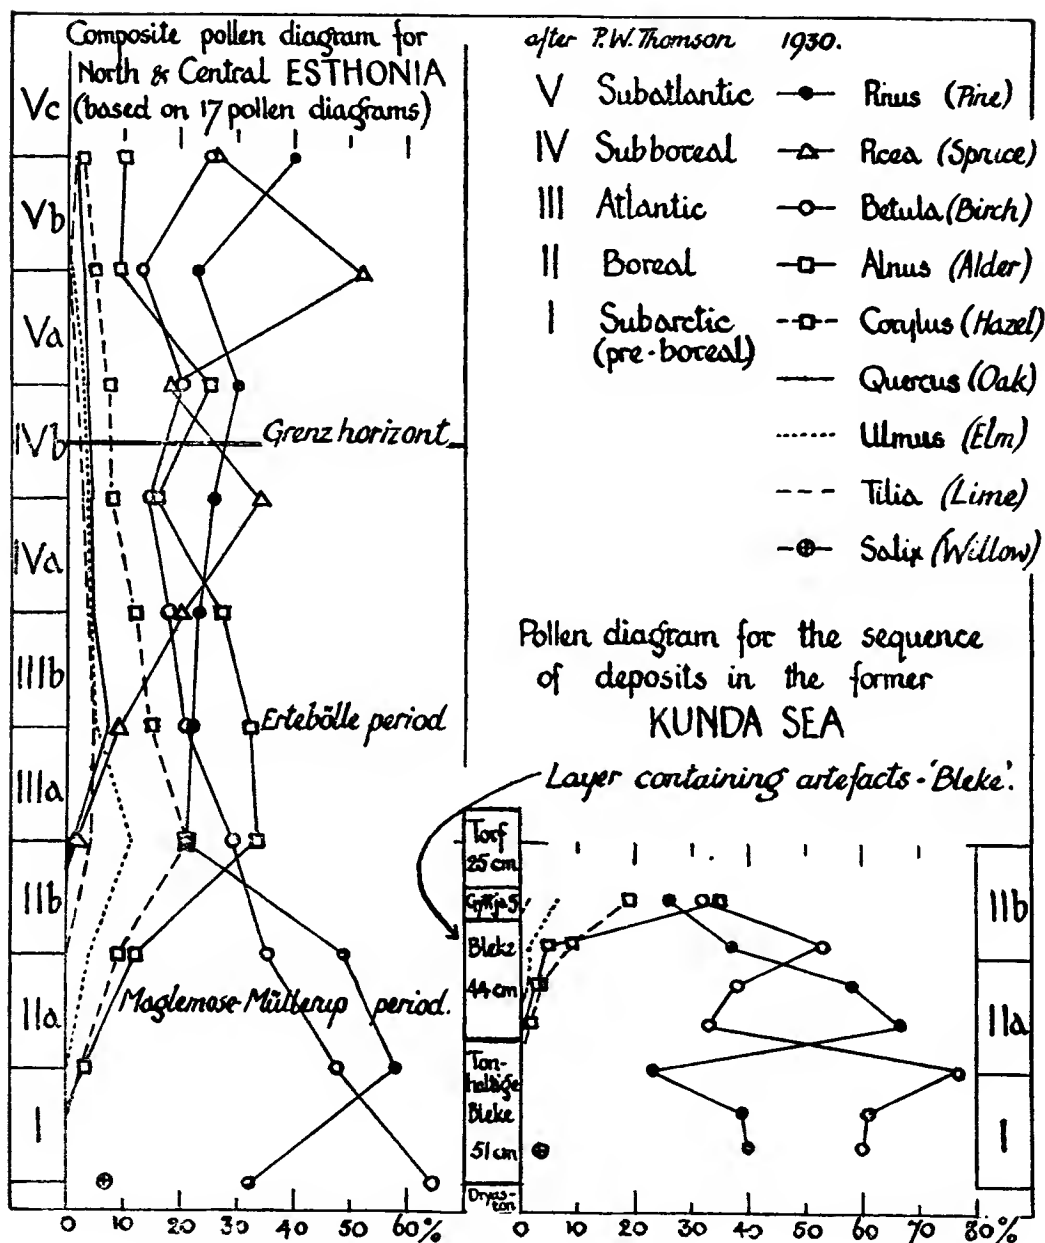 Composite pollen diagram for
North & Central ESTHONIA
(based on 17 pollen diagrams)
Vc
Vb
Va
IVb
IVa
IIIb
IIIa
IIb
IIa
I
Grenz horizont
Ertebölle period
Maglemose-Mullerup period.
0 10 20 30 40 50 60%
after P.W. Thomson 1930.
V Subatlantic
IV Subboreal
III Atlantic
II Boreal
I Subarctic
(pre-boreal)
Pinus (Pine)
Picea (Spruce)
Betula (Birch)
Alnus (Alder)
Corylus (Hazel)
Quercus (Oak)
Ulmus (Elm)
Tilia (Lime)
Salix (Willow)
Pollen diagram for the sequence
of deposits in the former
KUNDA SEA
Layer containing artefacts - 'Bleke'.
Torf
25 cm
Gyttja 5
Bleke
44 cm
Ton-
haltige
Bleke
51 cm
Dryas-
ton
IIb
IIa
I
0 10 20 30 40 50 60 70 80%